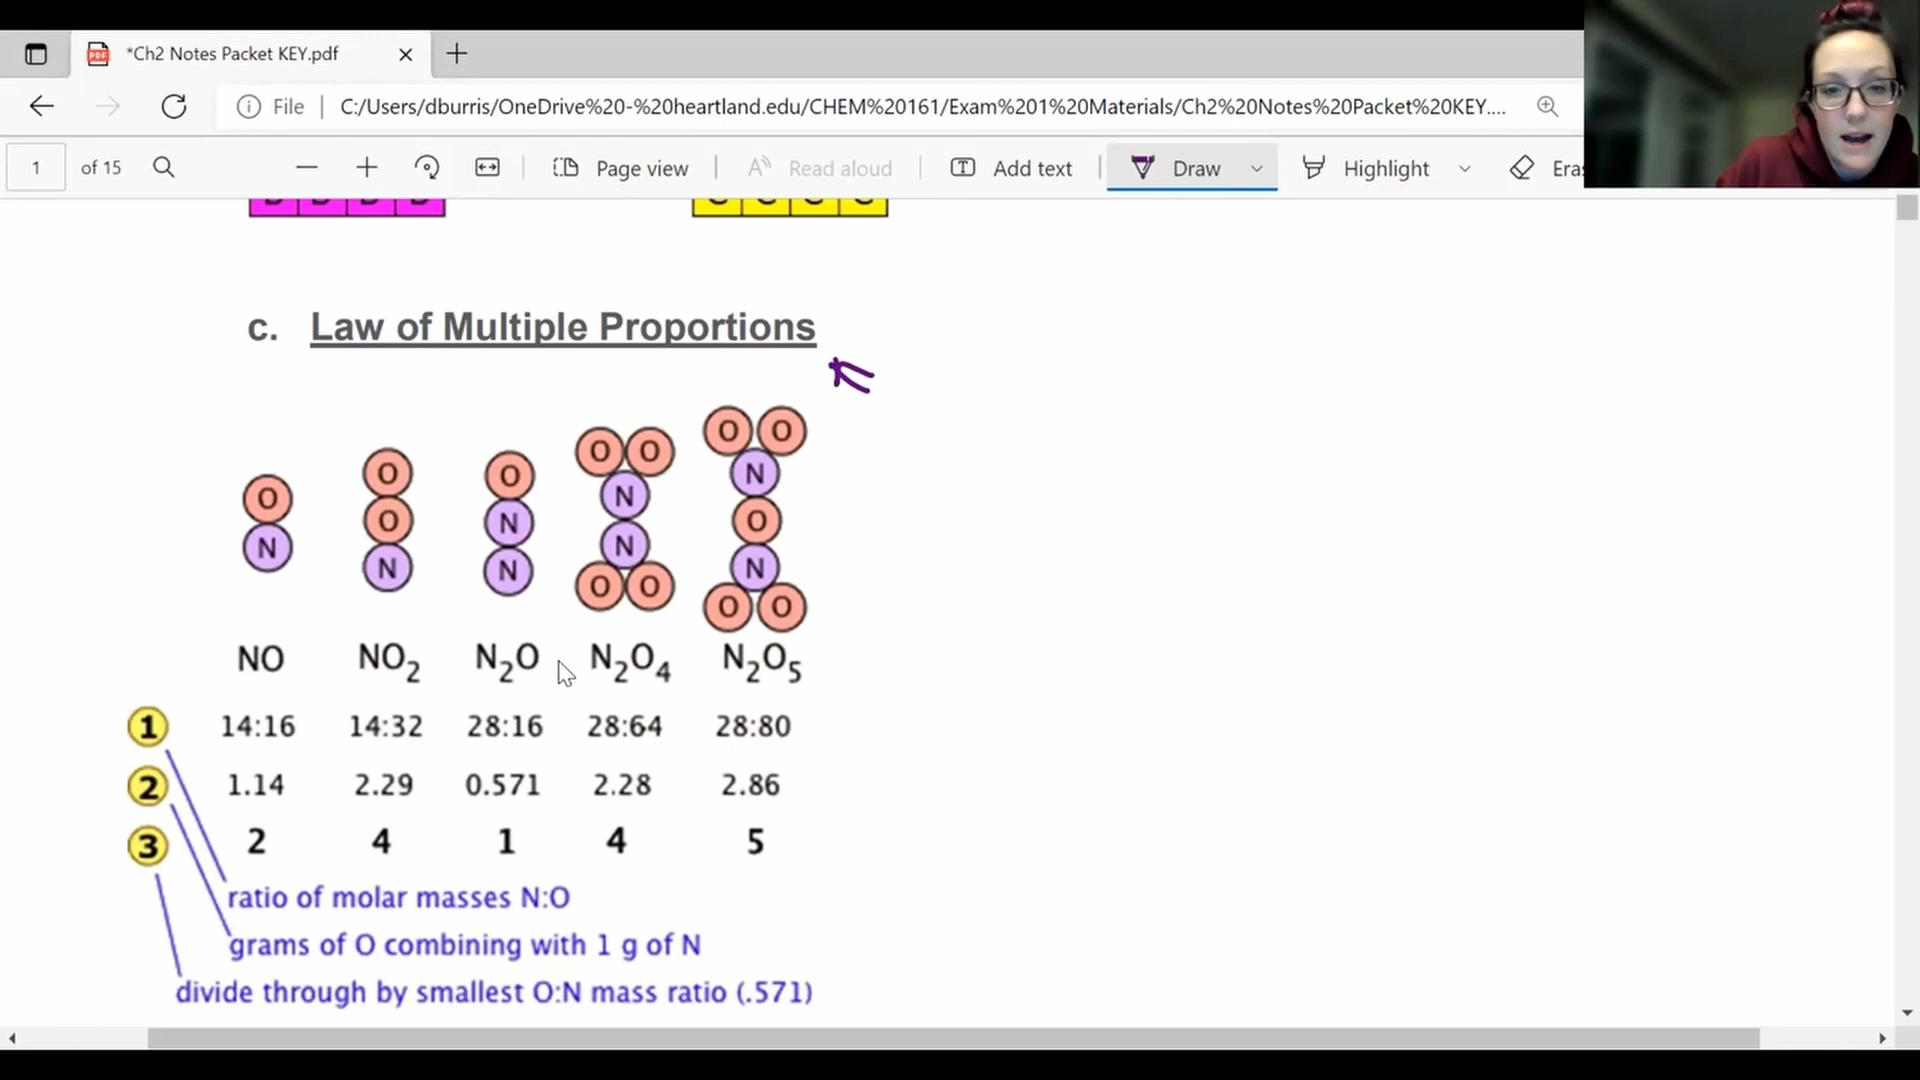 *Ch2 Notes Packet KEY.pdf
File | C:/Users/dburris/OneDrive%20-%20heartland.edu/CHEM%20161/Exam%201%20Materials/Ch2%20Notes%20Packet%20KEY....
1 of 15 Page view Read aloud Add text Draw Highlight Eras
c. Law of Multiple Proportions
O O O O
O O O O N
O O N N O
N N N N N
O O O O
NO NO₂ N₂O N₂O₄ N₂O₅
1 14:16 14:32 28:16 28:64 28:80
2 1.14 2.29 0.571 2.28 2.86
3 2 4 1 4 5
ratio of molar masses N:O
grams of O combining with 1 g of N
divide through by smallest O:N mass ratio (.571)